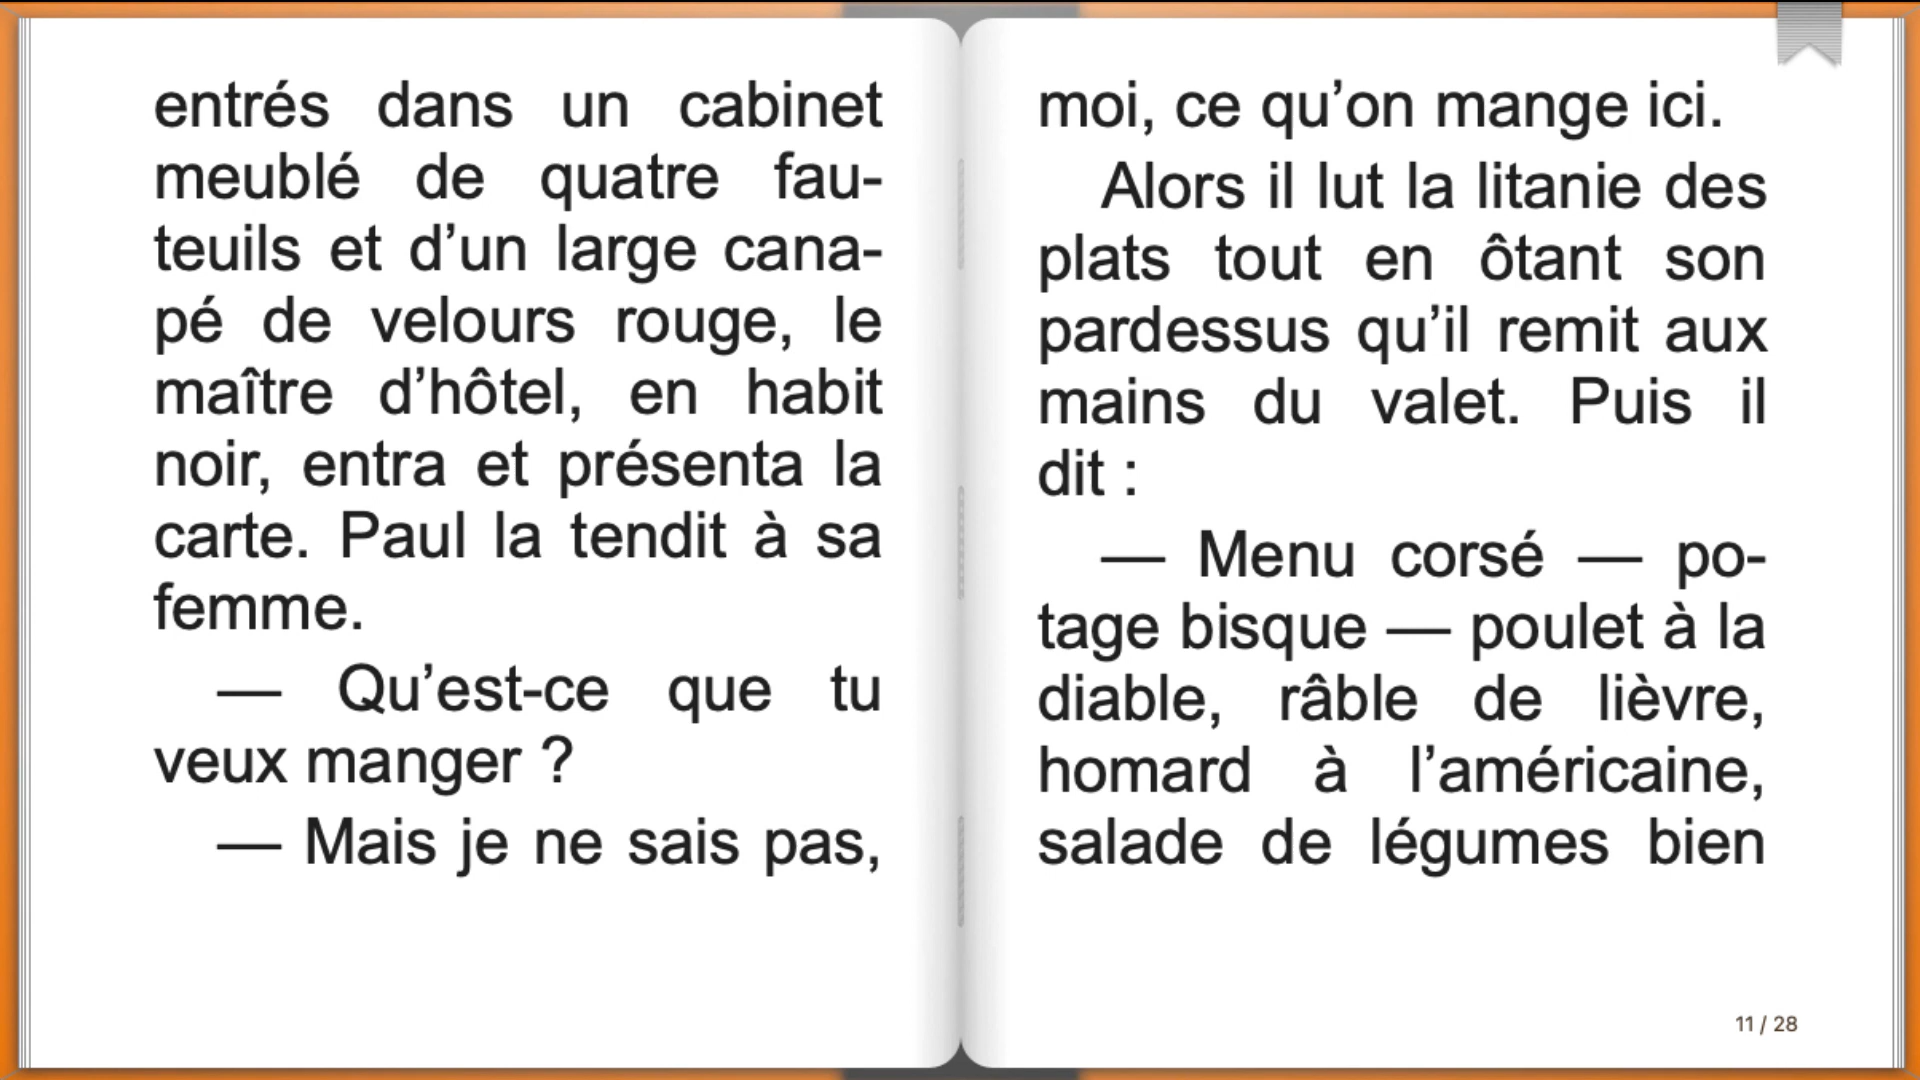 entrés dans un cabinet
meublé de quatre fau-
teuils et d’un large cana-
pé de velours rouge, le
maître d’hôtel, en habit
noir, entra et présenta la
carte. Paul la tendit à sa
femme.
— Qu’est-ce que tu
veux manger ?
— Mais je ne sais pas,
moi, ce qu’on mange ici.
Alors il lut la litanie des
plats tout en ôtant son
pardessus qu’il remit aux
mains du valet. Puis il
dit :
— Menu corsé — po-
tage bisque — poulet à la
diable, râble de lièvre,
homard à l’américaine,
salade de légumes bien
11 / 28